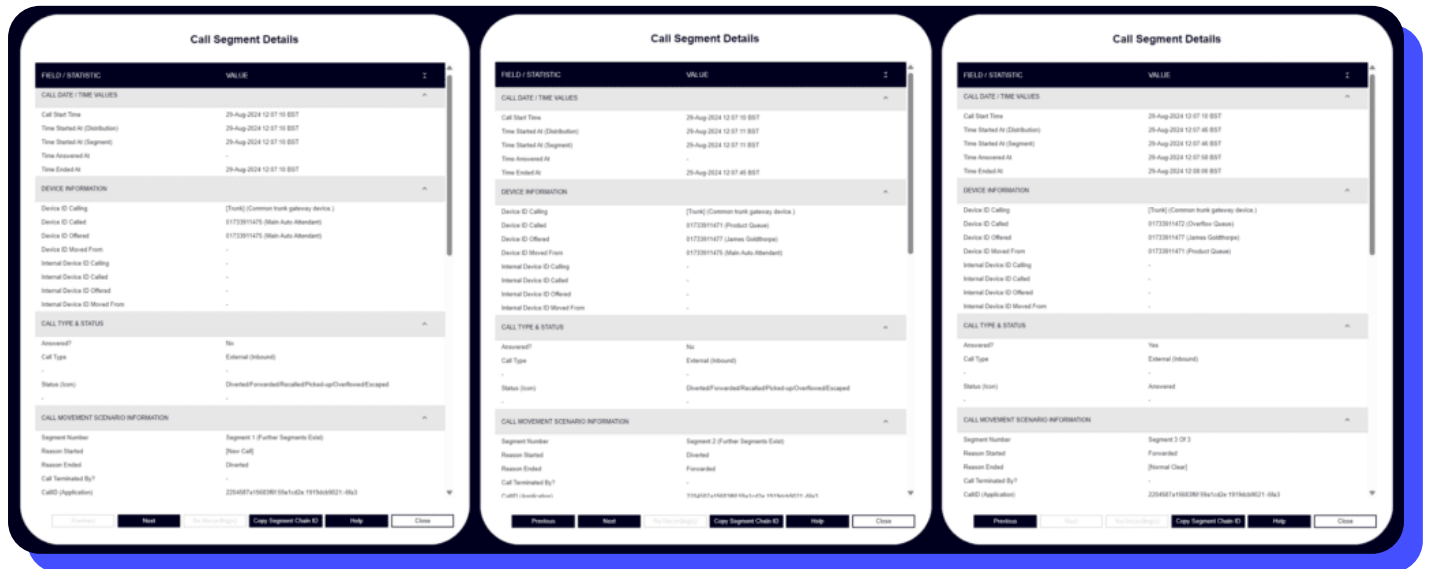 Call Segment Details
FIELD / STATISTIC VALUE
CALL DATE / TIME VALUES
Call Start Time 29-Aug-2024 12:07:10 BST
Time Started At (Distribution) 29-Aug-2024 12:07:10 BST
Time Started At (Segment) 29-Aug-2024 12:07:10 BST
Time Answered At -
Time Ended At 29-Aug-2024 12:07:10 BST
DEVICE INFORMATION
Device ID Calling [Trunk] (Common trunk gateway device.)
Device ID Called 01733911475 (Main Auto Attendant)
Device ID Offered 01733911475 (Main Auto Attendant)
Device ID Moved From -
Internal Device ID Calling -
Internal Device ID Called -
Internal Device ID Offered -
Internal Device ID Moved From -
CALL TYPE & STATUS
Answered? No
Call Type External (Inbound)
- -
Status (Icon) Diverted/Forwarded/Recalled/Picked-up/Overflowed/Escaped
- -
CALL MOVEMENT SCENARIO INFORMATION
Segment Number Segment 1 (Further Segments Exist)
Reason Started [New Call]
Reason Ended Diverted
Call Terminated By? -
CallID (Application)
Previous Next Copy Segment Chain ID Help Close
Call Segment Details
FIELD / STATISTIC VALUE
CALL DATE / TIME VALUES
Call Start Time 29-Aug-2024 12:07:10 BST
Time Started At (Distribution) 29-Aug-2024 12:07:11 BST
Time Started At (Segment) 29-Aug-2024 12:07:11 BST
Time Answered At -
Time Ended At 29-Aug-2024 12:07:45 BST
DEVICE INFORMATION
Device ID Calling [Trunk] (Common trunk gateway device.)
Device ID Called 01733911471 (Product Queue)
Device ID Offered 01733911477 (James Goldthorpe)
Device ID Moved From 01733911475 (Main Auto Attendant)
Internal Device ID Calling -
Internal Device ID Called -
Internal Device ID Offered -
Internal Device ID Moved From -
CALL TYPE & STATUS
Answered? No
Call Type External (Inbound)
- -
Status (Icon) Diverted/Forwarded/Recalled/Picked-up/Overflowed/Escaped
- -
CALL MOVEMENT SCENARIO INFORMATION
Segment Number Segment 2 (Further Segments Exist)
Reason Started Diverted
Reason Ended Forwarded
Call Terminated By? -
CallID (Application)
Previous Next Copy Segment Chain ID Help Close
Call Segment Details
FIELD / STATISTIC VALUE
CALL DATE / TIME VALUES
Call Start Time 29-Aug-2024 12:07:10 BST
Time Started At (Distribution) 29-Aug-2024 12:07:46 BST
Time Started At (Segment) 29-Aug-2024 12:07:46 BST
Time Answered At 29-Aug-2024 12:07:58 BST
Time Ended At 29-Aug-2024 12:08:06 BST
DEVICE INFORMATION
Device ID Calling [Trunk] (Common trunk gateway device.)
Device ID Called 01733911472 (Overflow Queue)
Device ID Offered 01733911477 (James Goldthorpe)
Device ID Moved From 01733911471 (Product Queue)
Internal Device ID Calling -
Internal Device ID Called -
Internal Device ID Offered -
Internal Device ID Moved From -
CALL TYPE & STATUS
Answered? Yes
Call Type External (Inbound)
- -
Status (Icon) Answered
- -
CALL MOVEMENT SCENARIO INFORMATION
Segment Number Segment 3 Of 3
Reason Started Forwarded
Reason Ended [Normal Clear]
Call Terminated By? -
CallID (Application)
Previous Next Copy Segment Chain ID Help Close